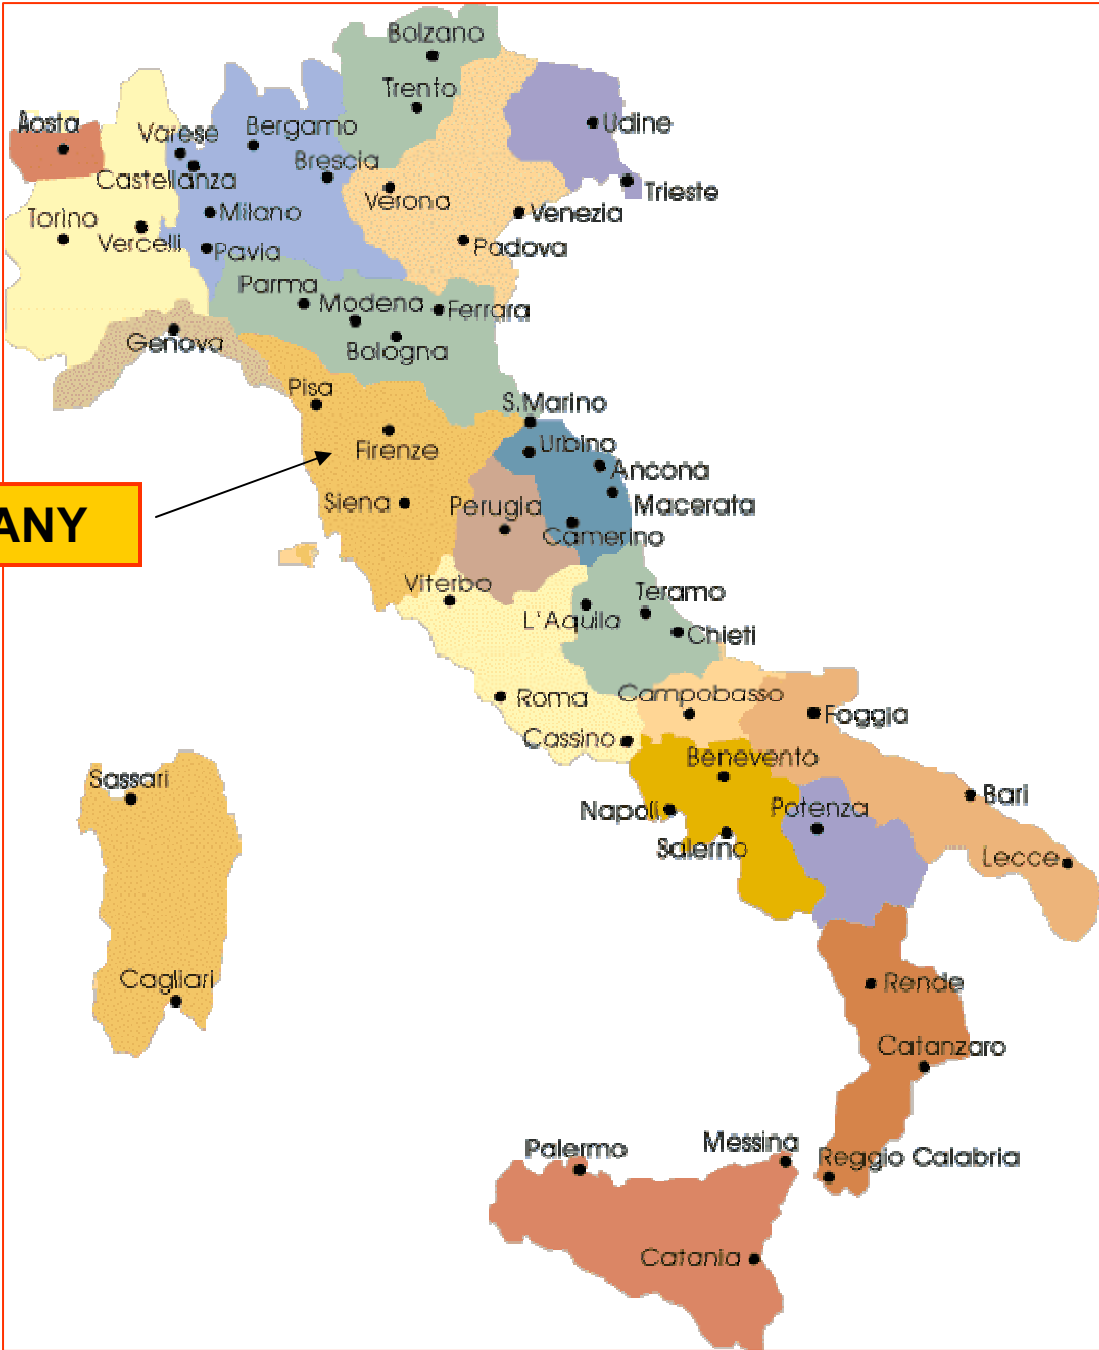 Bolzano
Trento
Aosta
Varese
Bergamo
Udine
Brescia
Castellanza
Trieste
Verona
Torino
Milano
Venezia
Vercelli
Pavia
Padova
Parma
Modena
Ferrara
Genova
Bologna
Pisa
S.Marino
Firenze
Urbino
Ancona
Siena
Perugia
Macerata
ANY
Camerino
Viterbo
Teramo
L'Aquila
Chieti
Roma
Campobasso
Foggia
Cassino
Benevento
Sassari
Bari
Napoli
Potenza
Salerno
Lecce
Cagliari
Rende
Catanzaro
Palermo
Messina
Reggio Calabria
Catania